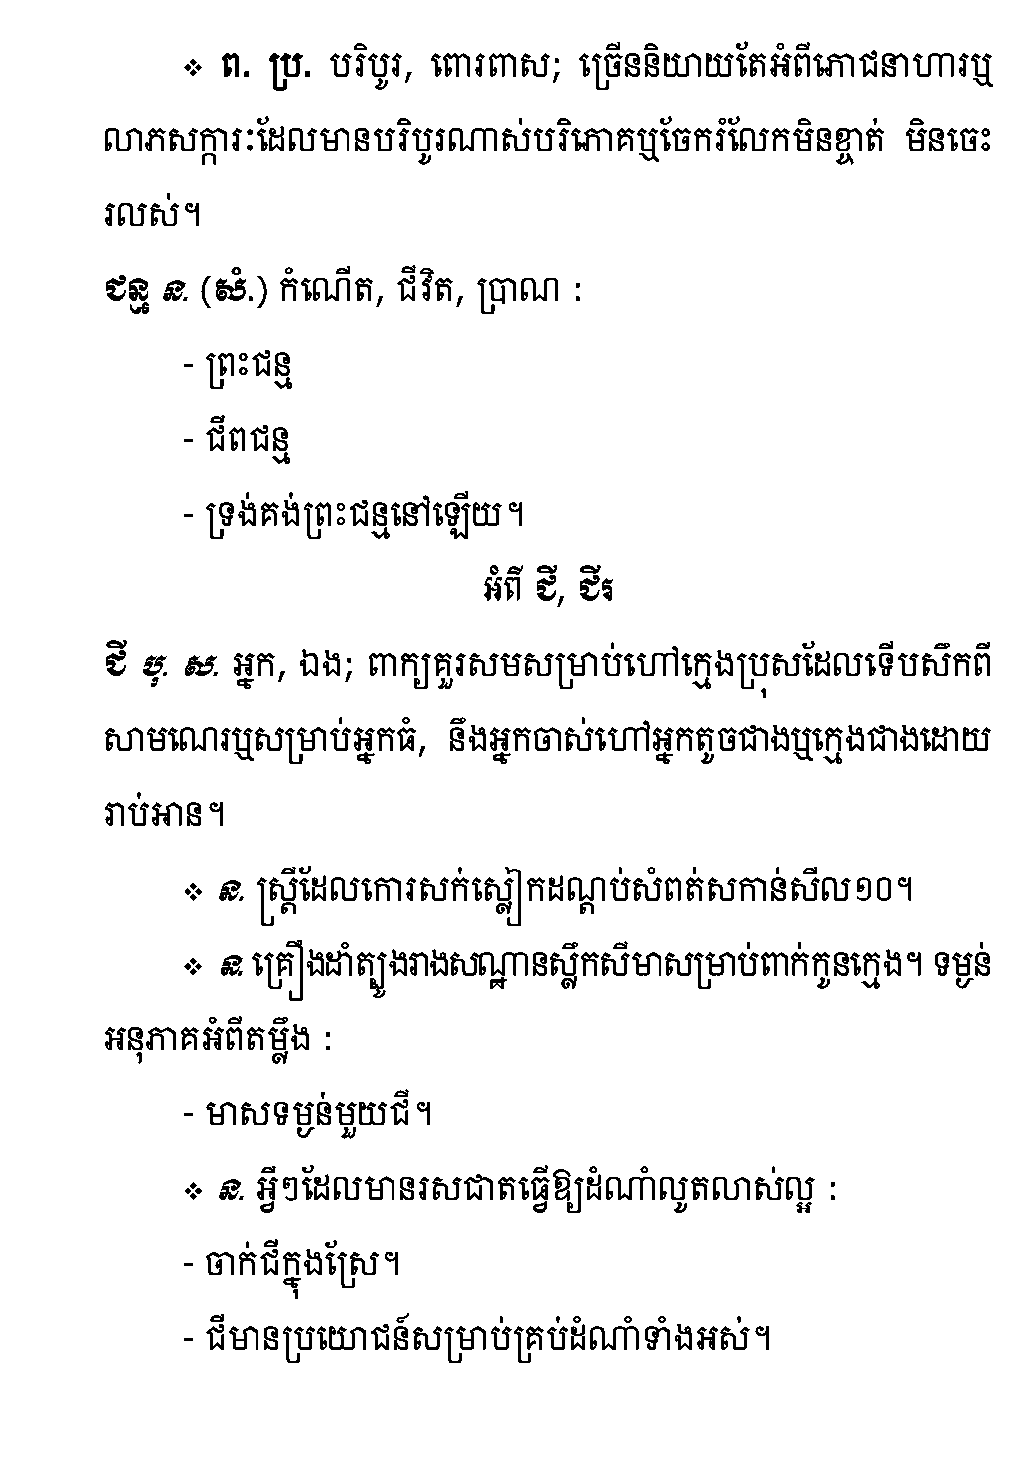 ❖ ព. ប្រ. បរិបូរ, ពោរពាស; ច្រើននិយាយតែអំពីភោជនាហារឬ
លាភសក្ការៈដែលមានបរិបូរណាស់បរិភោគឬចែករំលែកមិនខ្ចាត់ មិនចេះ
រលស់។
ជន្ម ន. (សំ.) កំណើត, ជីវិត, ប្រាណ :
- ព្រះជន្ម
- ជីពជន្ម
- ទ្រង់គង់ព្រះជន្មនៅឡើយ។
អំពី ជី, ជីរ
ជី បុ. ស. អ្នក, ឯង; ពាក្យគួរសមសម្រាប់ហៅក្មេងប្រុសដែលទើបសឹកពី
សាមណេរឬសម្រាប់អ្នកធំ, នឹងអ្នកចាស់ហៅអ្នកតូចជាងឬក្មេងជាងដោយ
រាប់អាន។
❖ ន. ស្ត្រីដែលកោរសក់ស្លៀកដណ្ដប់សំពត់សកាន់សីល១០។
❖ ន. គ្រឿងដាំត្បូងរាងសណ្ឋានស្លឹកសីមាសម្រាប់ពាក់កូនក្មេង។ ទម្ងន់
អនុភាគអំពីតម្លឹង :
- មាសទម្ងន់មួយជី។
❖ ន. អ្វីៗដែលមានរសជាតធ្វើឱ្យដំណាំលូតលាស់ល្អ :
- ចាក់ជីក្នុងស្រែ។
- ជីមានប្រយោជន៍សម្រាប់គ្រប់ដំណាំទាំងអស់។